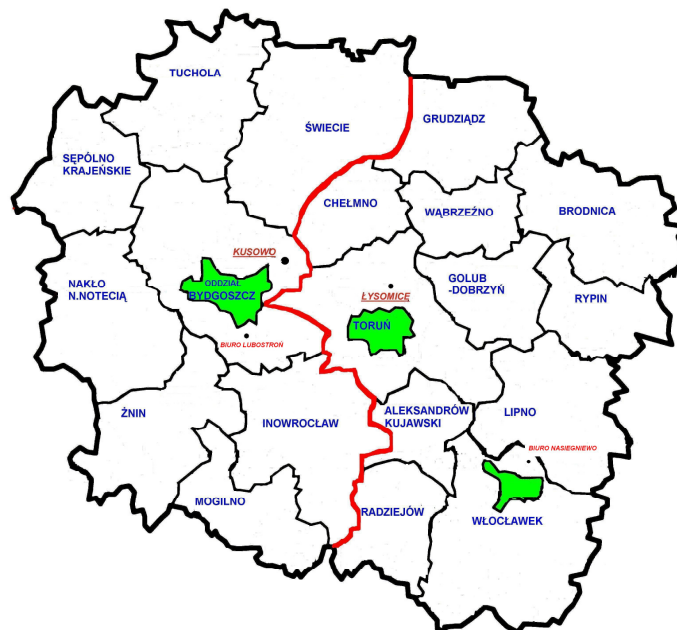 TUCHOLA
ŚWIECIE
GRUDZIĄDZ
SĘPÓLNO
KRAJEŃSKIE
CHEŁMNO
WĄBRZEŹNO
BRODNICA
KUSOWO
NAKŁO
N.NOTECIĄ
ODDZIAŁ
BYDGOSZCZ
GOLUB
-DOBRZYŃ
RYPIN
ŁYSOMICE
TORUŃ
BIURO LUBOSTROŃ
ŻNIN
INOWROCŁAW
ALEKSANDRÓW
KUJAWSKI
LIPNO
BIURO NASIEGNIEWO
MOGILNO
RADZIEJÓW
WŁOCŁAWEK